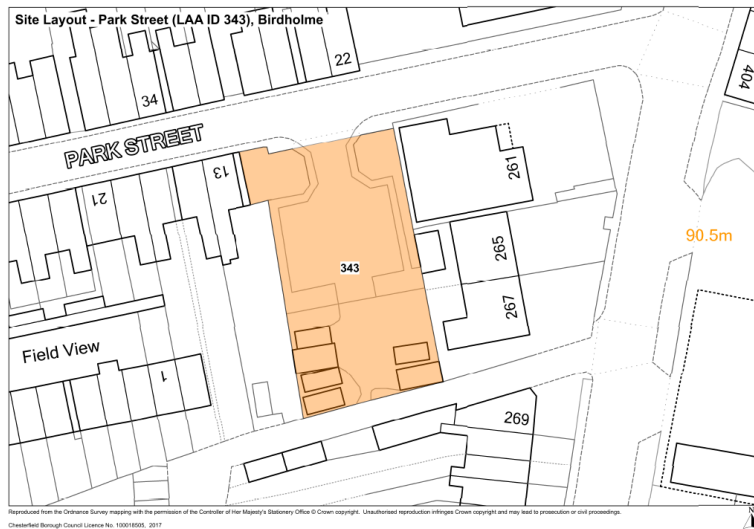 Site Layout - Park Street (LAA ID 343), Birdholme
22
404
34
PARK STREET
13
261
21
265
90.5m
343
267
Field View
1
269
Reproduced from the Ordnance Survey mapping with the permission of the Controller of Her Majesty's Stationery Office © Crown copyright. Unauthorised reproduction infringes Crown copyright and may lead to prosecution or civil proceedings.
Chesterfield Borough Council Licence No. 100018505, 2017